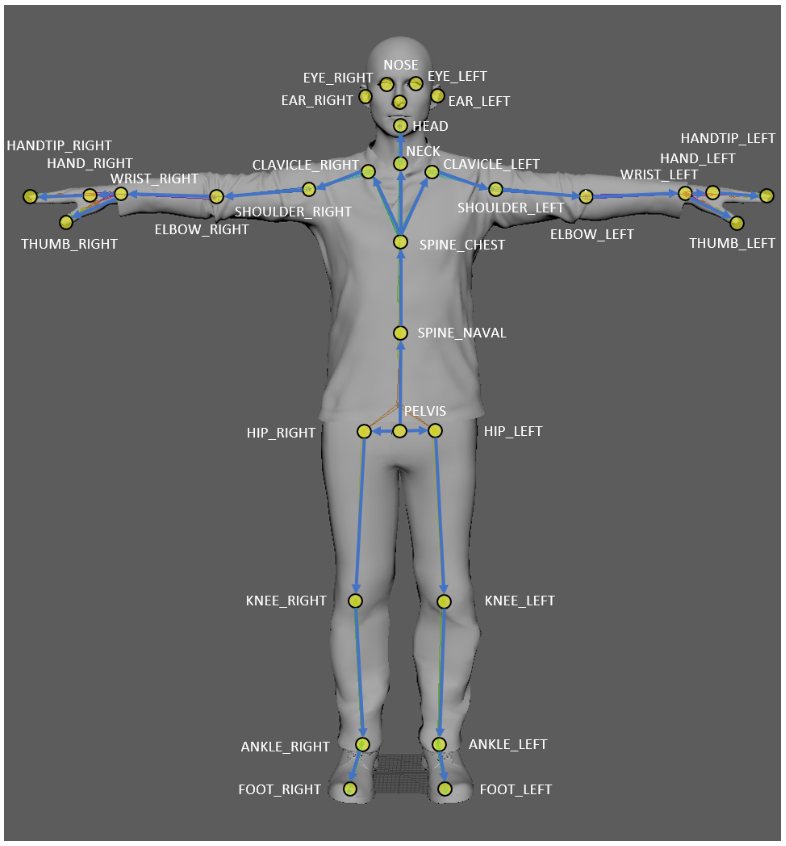 NOSE
EYE_RIGHT
EYE_LEFT
EAR_RIGHT
EAR_LEFT
HEAD
HANDTIP_RIGHT
HANDTIP_LEFT
NECK
HAND_RIGHT
CLAVICLE_RIGHT
CLAVICLE_LEFT
HAND_LEFT
WRIST_RIGHT
WRIST_LEFT
SHOULDER_RIGHT
SHOULDER_LEFT
THUMB_RIGHT
ELBOW_RIGHT
SPINE_CHEST
ELBOW_LEFT
THUMB_LEFT
SPINE_NAVAL
PELVIS
HIP_RIGHT
HIP_LEFT
KNEE_RIGHT
KNEE_LEFT
ANKLE_RIGHT
ANKLE_LEFT
FOOT_RIGHT
FOOT_LEFT